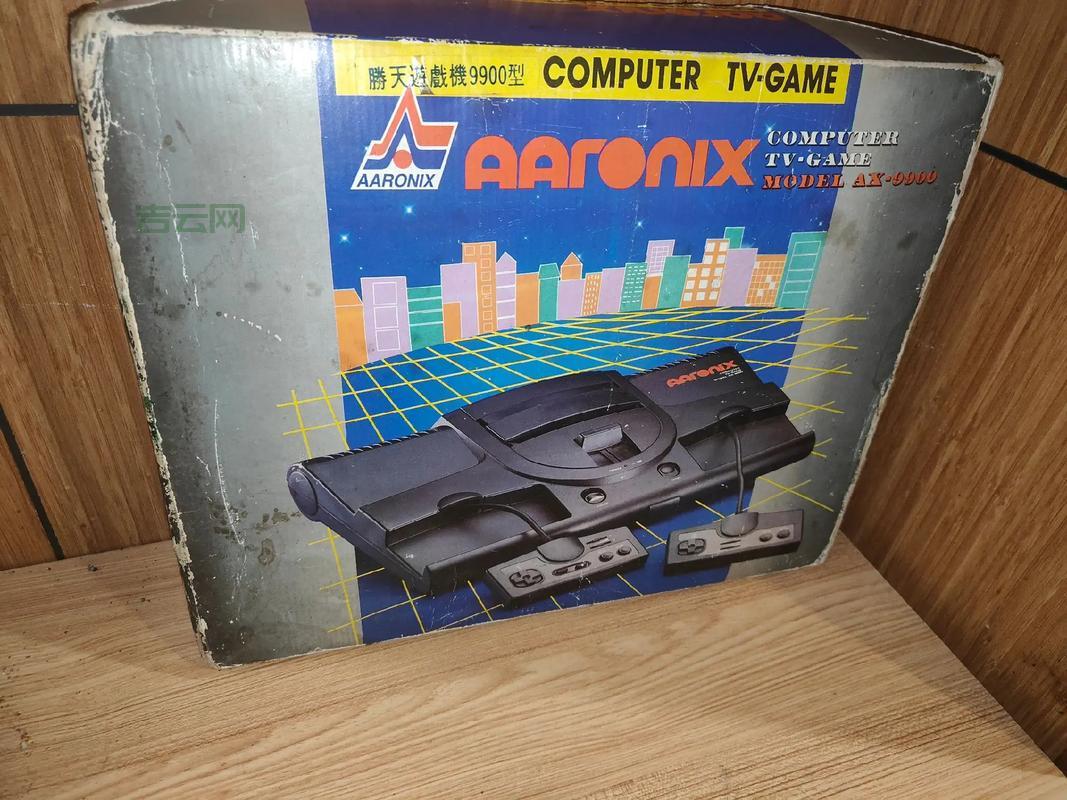 勝天遊戲機9900型 COMPUTER TV-GAME
AARONIX
AARONIX
COMPUTER
TV-GAME
MODEL AX-9900
岩云网
AARONIX